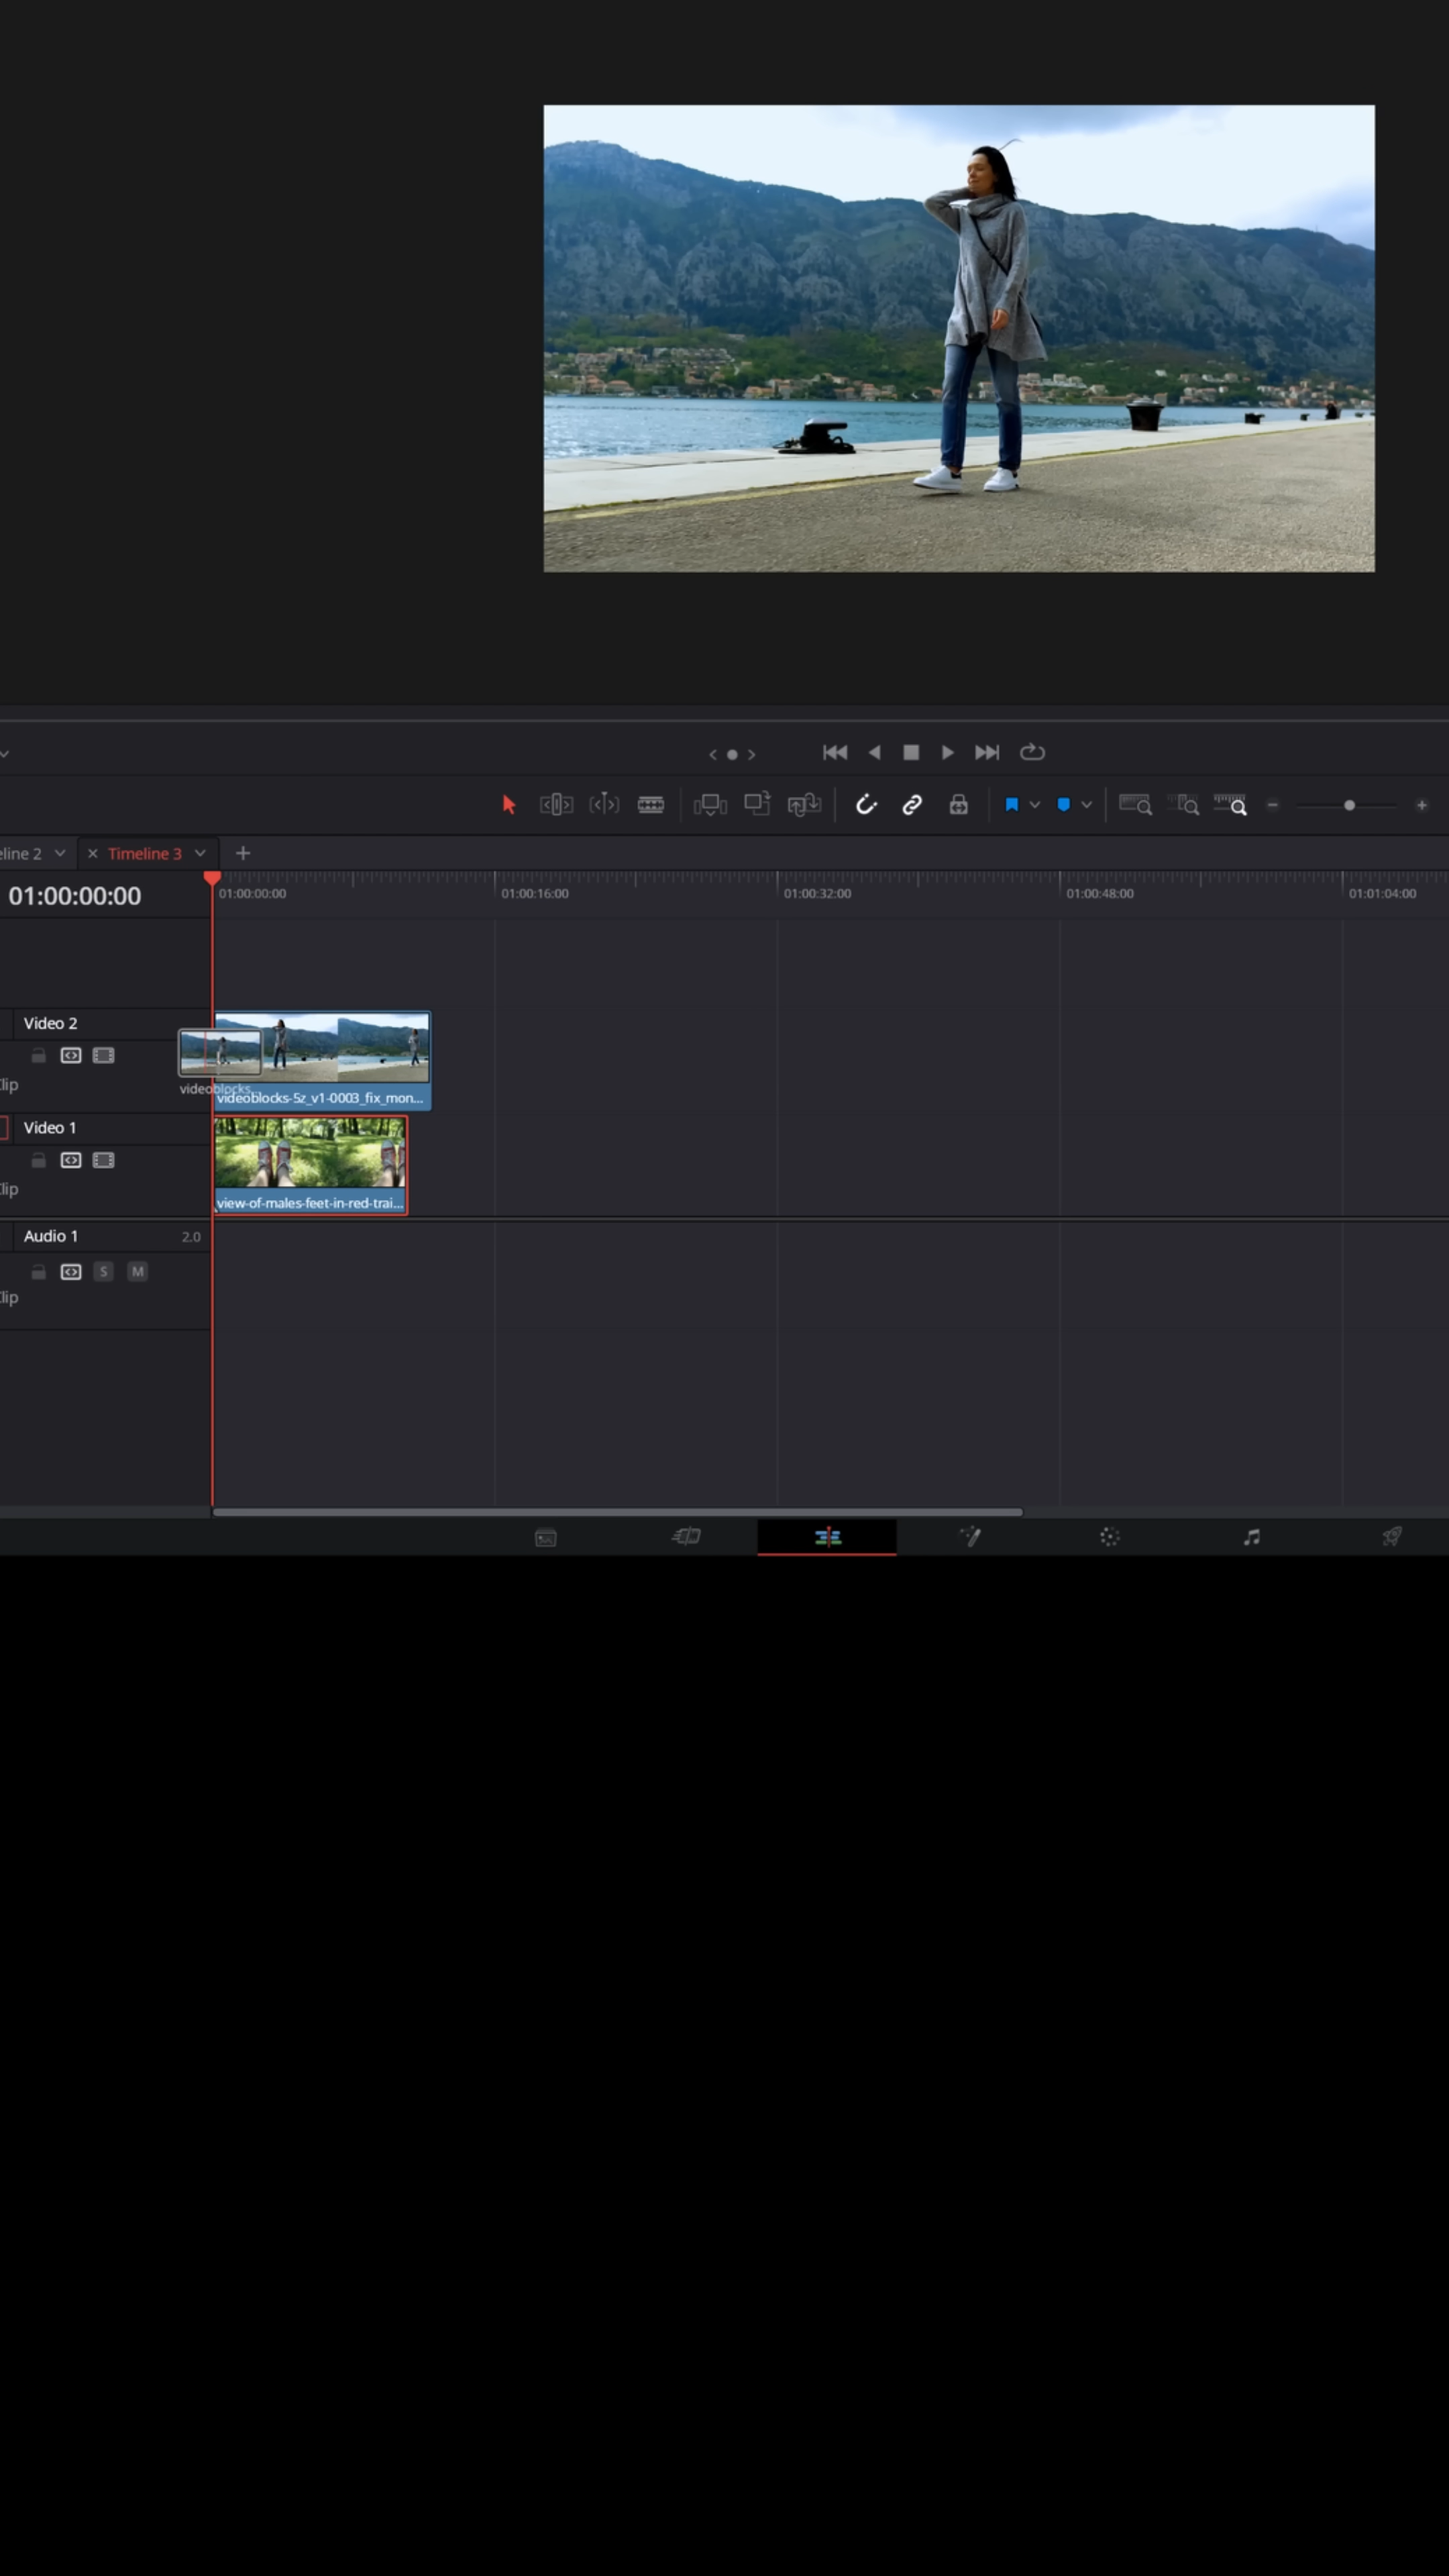 eline 2
Timeline 3
01:00:00:00
01:00:00:00
01:00:16:00
01:00:32:00
01:00:48:00
01:01:04:00
Video 2
lip
videoblocks...
videoblocks-5z_v1-0003_fix_mon...
Video 1
lip
view-of-males-feet-in-red-trai...
Audio 1
2.0
S
M
lip